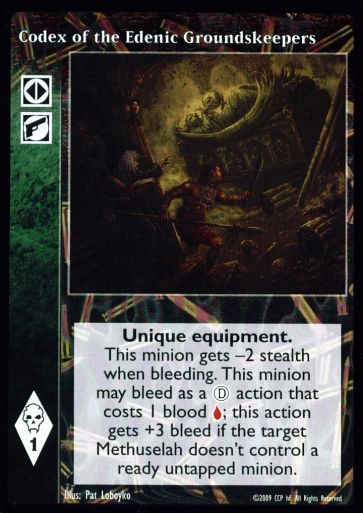 Codex of the Edenic Groundskeepers
Unique equipment.
This minion gets –2 stealth
when bleeding. This minion
may bleed as a Ⓓ action that
costs 1 blood; this action
gets +3 bleed if the target
Methuselah doesn't control a
ready untapped minion.
1
Illus: Pat Loboyko
©2009 CCP hf. All Rights Reserved